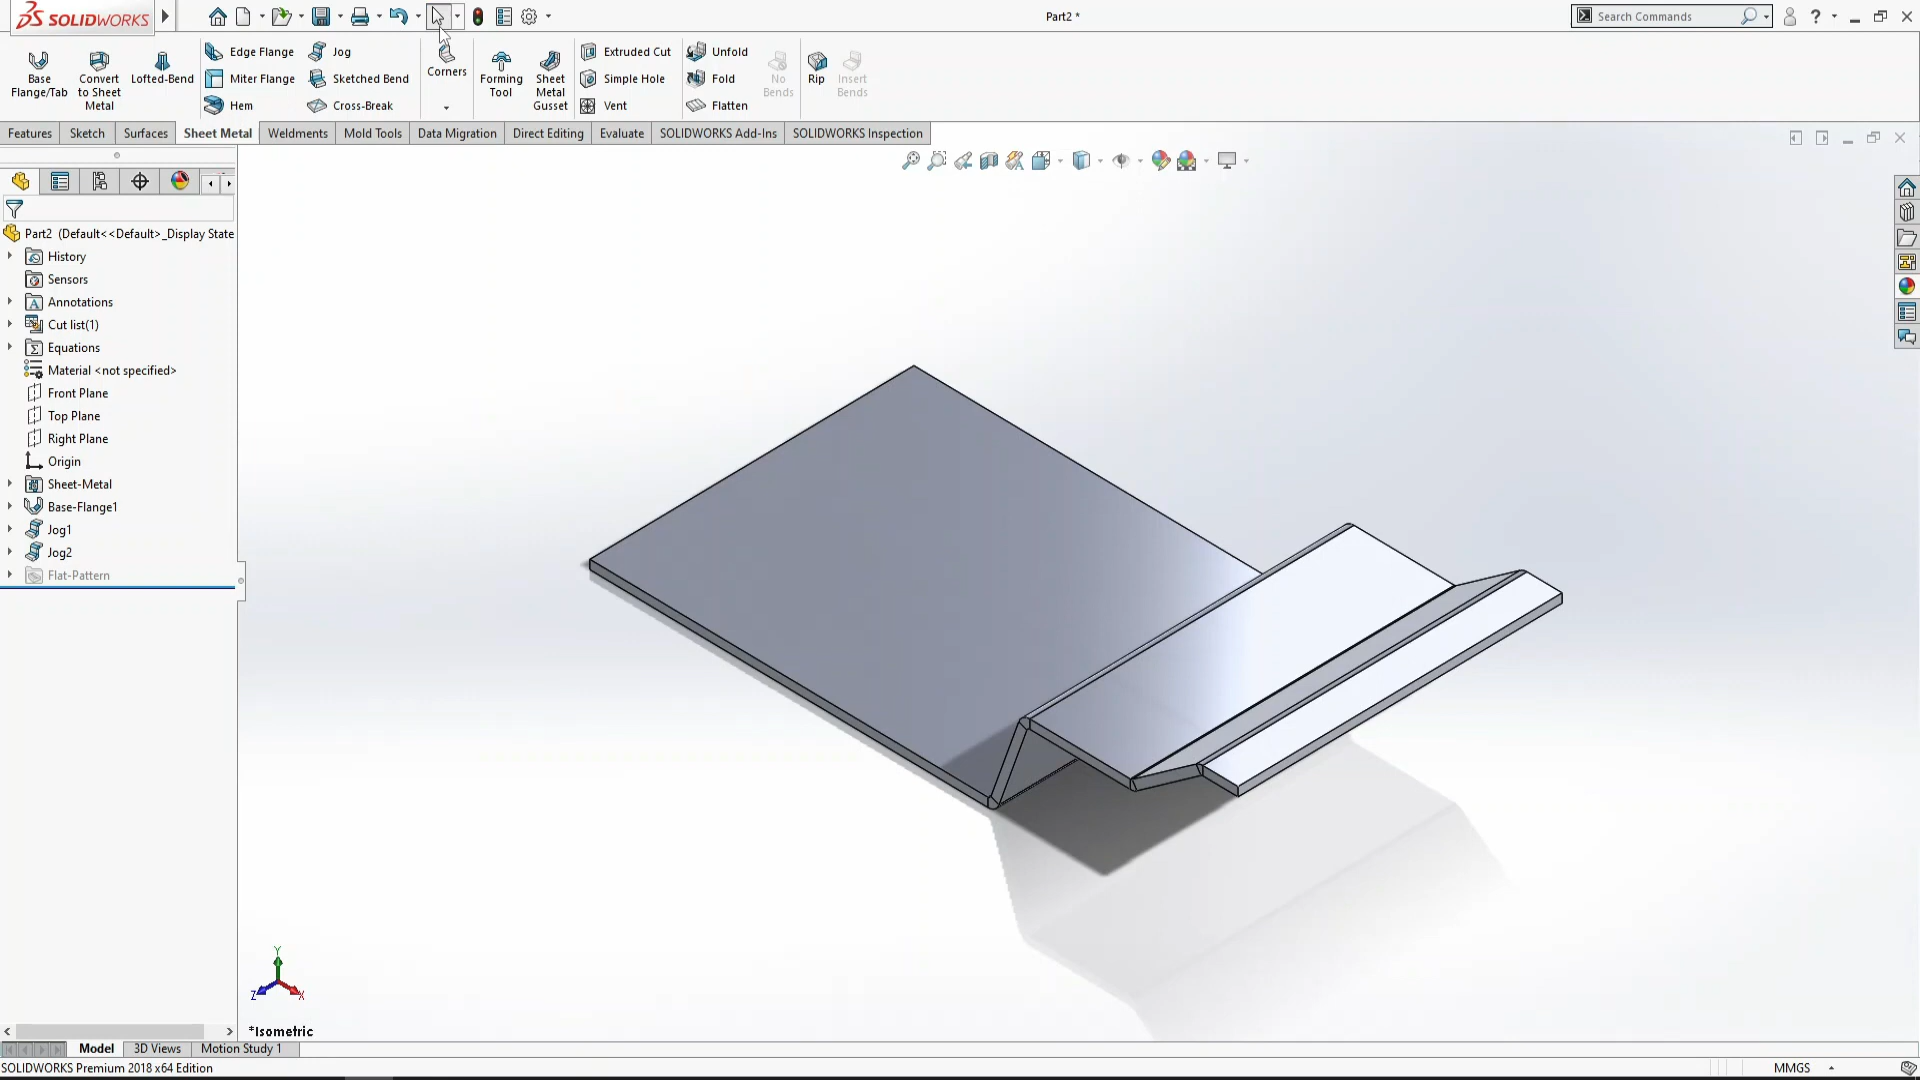 SOLIDWORKS
Part2 *
Search Commands
?
Base
Flange/Tab
Convert
to Sheet
Metal
Lofted-Bend
Edge Flange
Miter Flange
Hem
Jog
Sketched Bend
Cross-Break
Corners
Forming
Tool
Sheet
Metal
Gusset
Extruded Cut
Simple Hole
Vent
Unfold
Fold
Flatten
No
Bends
Rip
Insert
Bends
Features
Sketch
Surfaces
Sheet Metal
Weldments
Mold Tools
Data Migration
Direct Editing
Evaluate
SOLIDWORKS Add-Ins
SOLIDWORKS Inspection
Part2 (Default<<Default>_Display State
History
Sensors
Annotations
Cut list(1)
Equations
Material <not specified>
Front Plane
Top Plane
Right Plane
Origin
Sheet-Metal
Base-Flange1
Jog1
Jog2
Flat-Pattern
Y
Z
X
*Isometric
Model
3D Views
Motion Study 1
SOLIDWORKS Premium 2018 x64 Edition
MMGS